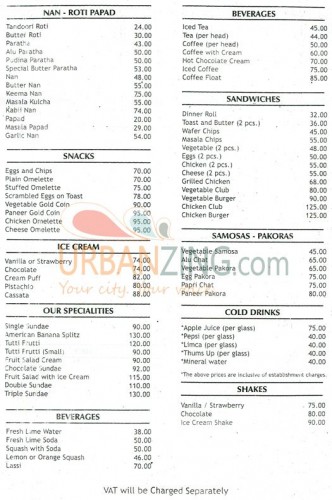 NAN - ROTI PAPAD
Tandoori Roti 24.00
Butter Roti 30.00
Paratha 43.00
Alu Paratha 50.00
Pudina Paratha 50.00
Special Butter Paratha 53.00
Nan 48.00
Butter Nan 55.00
Keema Nan 75.00
Masala Kulcha 55.00
Kabli Nan 74.00
Papad 20.00
Masala Papad 29.00
Garlic Nan 54.00
SNACKS
Eggs and Chips 70.00
Plain Omelette 70.00
Stuffed Omelette 75.00
Scrambled Eggs on Toast 78.00
Vegetable Gold Coin 90.00
Paneer Gold Coin 95.00
Chicken Omelette 95.00
Cheese Omelette 95.00
ICE CREAM
Vanilla or Strawberry 74.00
Chocolate 74.00
Cream Puff 82.00
Pistachio 80.00
Cassata 88.00
OUR SPECIALITIES
Single Sundae 90.00
American Banana Splitz 130.00
Tutti Frutti 120.00
Tutti Frutti (Small) 90.00
Fruit Salad Cream 90.00
Chocolate Sundae 92.00
Fruit Salad with Ice Cream 115.00
Double Sundae 110.00
Triple Sundae 130.00
BEVERAGES
Fresh Lime Water 38.00
Fresh Lime Soda 50.00
Squash with Soda 50.00
Lemon or Orange Squash 46.00
Lassi 70.00
BEVERAGES
Iced Tea 45.00
Tea (per head) 44.00
Coffee (per head) 50.00
Coffee with Cream 60.00
Hot Chocolate Cream 70.00
Iced Coffee 75.00
Coffee Float 85.00
SANDWICHES
Dinner Roll 32.00
Toast and Butter (2 pcs.) 36.00
Wafer Chips 45.00
Masala Chips 55.00
Vegetable (2 pcs.) 48.00
Eggs (2 pcs.) 50.00
Chicken (2 pcs.) 55.00
Cheese (2 pcs.) 55.00
Grilled Chicken 68.00
Vegetable Club 80.00
Vegetable Burger 90.00
Chicken Club 125.00
Chicken Burger 125.00
SAMOSAS - PAKORAS
Vegetable Samosa 45.00
Alu Chat 65.00
Vegetable Pakora 65.00
Egg Pakora 75.00
Papri Chat 75.00
Paneer Pakora 80.00
COLD DRINKS
*Apple Juice (per glass) 75.00
*Pepsi (per glass) 40.00
*Limca (per glass) 40.00
*Thums Up (per glass) 40.00
*Mineral water 40.00
*The above prices are inclusive of establishment charges.
SHAKES
Vanilla / Strawberry 75.00
Chocolate 80.00
Ice Cream Shake 90.00
VAT will be Charged Separately
URBANZING.com